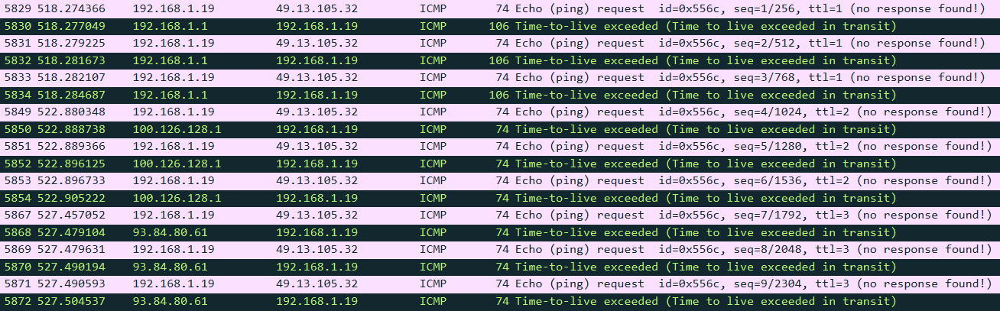 5829 518.274366 192.168.1.19 49.13.105.32 ICMP 74 Echo (ping) request id=0x556c, seq=1/256, ttl=1 (no response found!)
5830 518.277049 192.168.1.1 192.168.1.19 ICMP 106 Time-to-live exceeded (Time to live exceeded in transit)
5831 518.279225 192.168.1.19 49.13.105.32 ICMP 74 Echo (ping) request id=0x556c, seq=2/512, ttl=1 (no response found!)
5832 518.281673 192.168.1.1 192.168.1.19 ICMP 106 Time-to-live exceeded (Time to live exceeded in transit)
5833 518.282107 192.168.1.19 49.13.105.32 ICMP 74 Echo (ping) request id=0x556c, seq=3/768, ttl=1 (no response found!)
5834 518.284687 192.168.1.1 192.168.1.19 ICMP 106 Time-to-live exceeded (Time to live exceeded in transit)
5849 522.880348 192.168.1.19 49.13.105.32 ICMP 74 Echo (ping) request id=0x556c, seq=4/1024, ttl=2 (no response found!)
5850 522.888738 100.126.128.1 192.168.1.19 ICMP 74 Time-to-live exceeded (Time to live exceeded in transit)
5851 522.889366 192.168.1.19 49.13.105.32 ICMP 74 Echo (ping) request id=0x556c, seq=5/1280, ttl=2 (no response found!)
5852 522.896125 100.126.128.1 192.168.1.19 ICMP 74 Time-to-live exceeded (Time to live exceeded in transit)
5853 522.896733 192.168.1.19 49.13.105.32 ICMP 74 Echo (ping) request id=0x556c, seq=6/1536, ttl=2 (no response found!)
5854 522.905222 100.126.128.1 192.168.1.19 ICMP 74 Time-to-live exceeded (Time to live exceeded in transit)
5867 527.457052 192.168.1.19 49.13.105.32 ICMP 74 Echo (ping) request id=0x556c, seq=7/1792, ttl=3 (no response found!)
5868 527.479104 93.84.80.61 192.168.1.19 ICMP 74 Time-to-live exceeded (Time to live exceeded in transit)
5869 527.479631 192.168.1.19 49.13.105.32 ICMP 74 Echo (ping) request id=0x556c, seq=8/2048, ttl=3 (no response found!)
5870 527.490194 93.84.80.61 192.168.1.19 ICMP 74 Time-to-live exceeded (Time to live exceeded in transit)
5871 527.490593 192.168.1.19 49.13.105.32 ICMP 74 Echo (ping) request id=0x556c, seq=9/2304, ttl=3 (no response found!)
5872 527.504537 93.84.80.61 192.168.1.19 ICMP 74 Time-to-live exceeded (Time to live exceeded in transit)